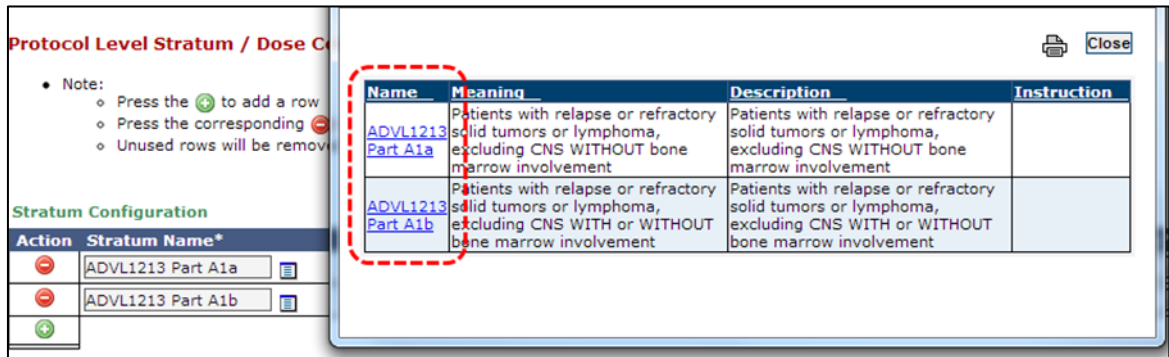 Protocol Level Stratum / Dose C
Note:
Press the to add a row
Press the corresponding
Unused rows will be remov
Stratum Configuration
Action Stratum Name*
ADVL1213 Part A1a
ADVL1213 Part A1b
Close
Name Meaning Description Instruction
ADVL1213
Part A1a
Patients with relapse or refractory
solid tumors or lymphoma,
excluding CNS WITHOUT bone
marrow involvement
Patients with relapse or refractory
solid tumors or lymphoma,
excluding CNS WITHOUT bone
marrow involvement
ADVL1213
Part A1b
Patients with relapse or refractory
solid tumors or lymphoma,
excluding CNS WITH or WITHOUT
bone marrow involvement
Patients with relapse or refractory
solid tumors or lymphoma,
excluding CNS WITH or WITHOUT
bone marrow involvement